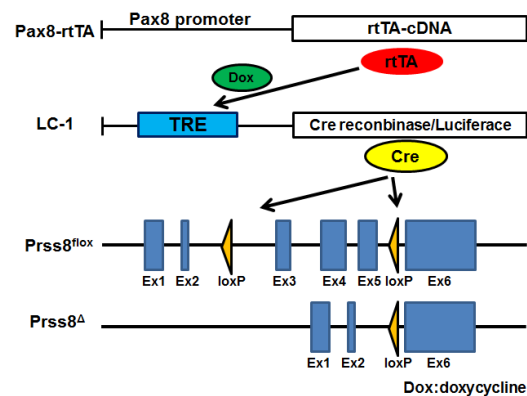 Pax8 promoter
Pax8-rtTA
rtTA-cDNA
rtTA
Dox
LC-1
TRE
Cre recombinase/Luciferace
Cre
Prss8flox
Ex1 Ex2 loxP Ex3 Ex4 Ex5 loxP Ex6
Prss8Δ
Ex1 Ex2 loxP Ex6
Dox:doxycycline